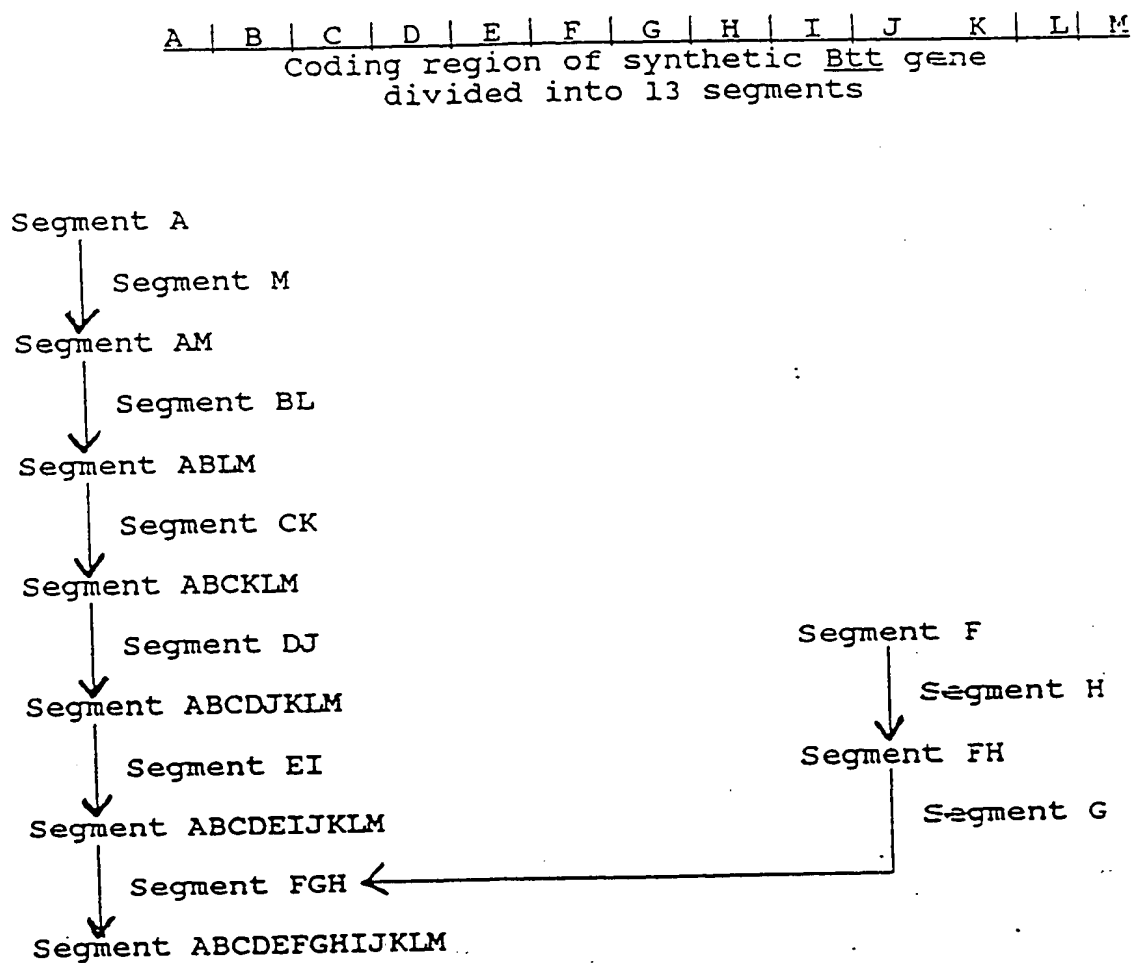 A | B | C | D | E | F | G | H | I | J K | L | M
Coding region of synthetic Btt gene
divided into 13 segments
Segment A
Segment M
Segment AM
Segment BL
Segment ABLM
Segment CK
Segment ABCKLM
Segment DJ
Segment ABCDJKLM
Segment EI
Segment ABCDEIJKLM
Segment FGH
Segment ABCDEFGHIJKLM
Segment F
Segment H
Segment FH
Segment G